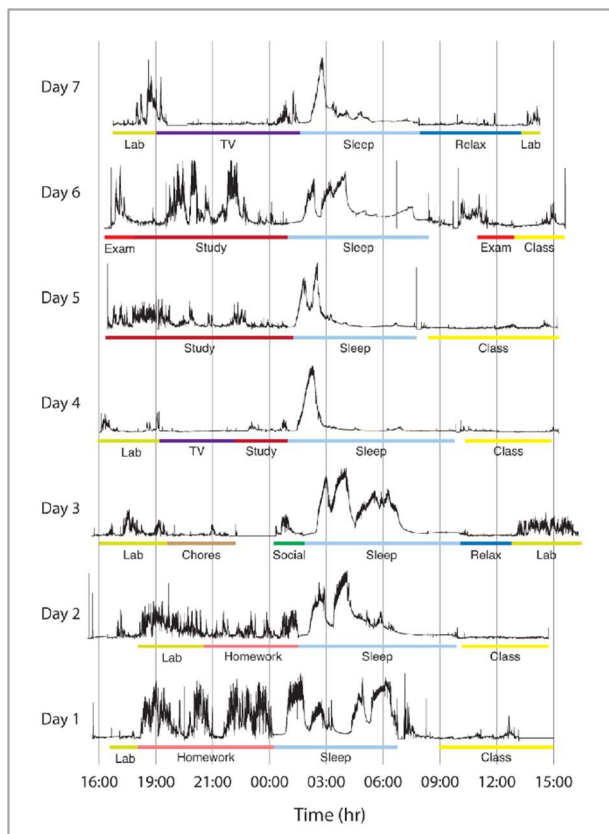 Day 7
Lab TV Sleep Relax Lab
Day 6
Exam Study Sleep Exam Class
Day 5
Study Sleep Class
Day 4
Lab TV Study Sleep Class
Day 3
Lab Chores Social Sleep Relax Lab
Day 2
Lab Homework Sleep Class
Day 1
Lab Homework Sleep Class
16:00 19:00 21:00 00:00 03:00 06:00 09:00 12:00 15:00
Time (hr)